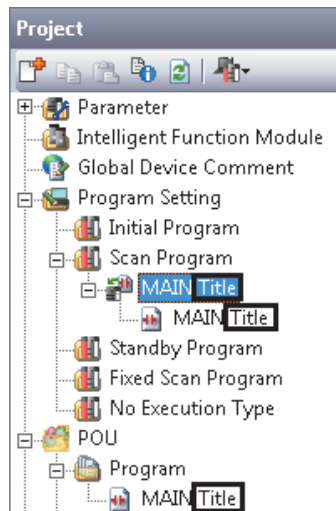 Project
Parameter
Intelligent Function Module
Global Device Comment
Program Setting
Initial Program
Scan Program
MAIN Title
MAIN Title
Standby Program
Fixed Scan Program
No Execution Type
POU
Program
MAIN Title